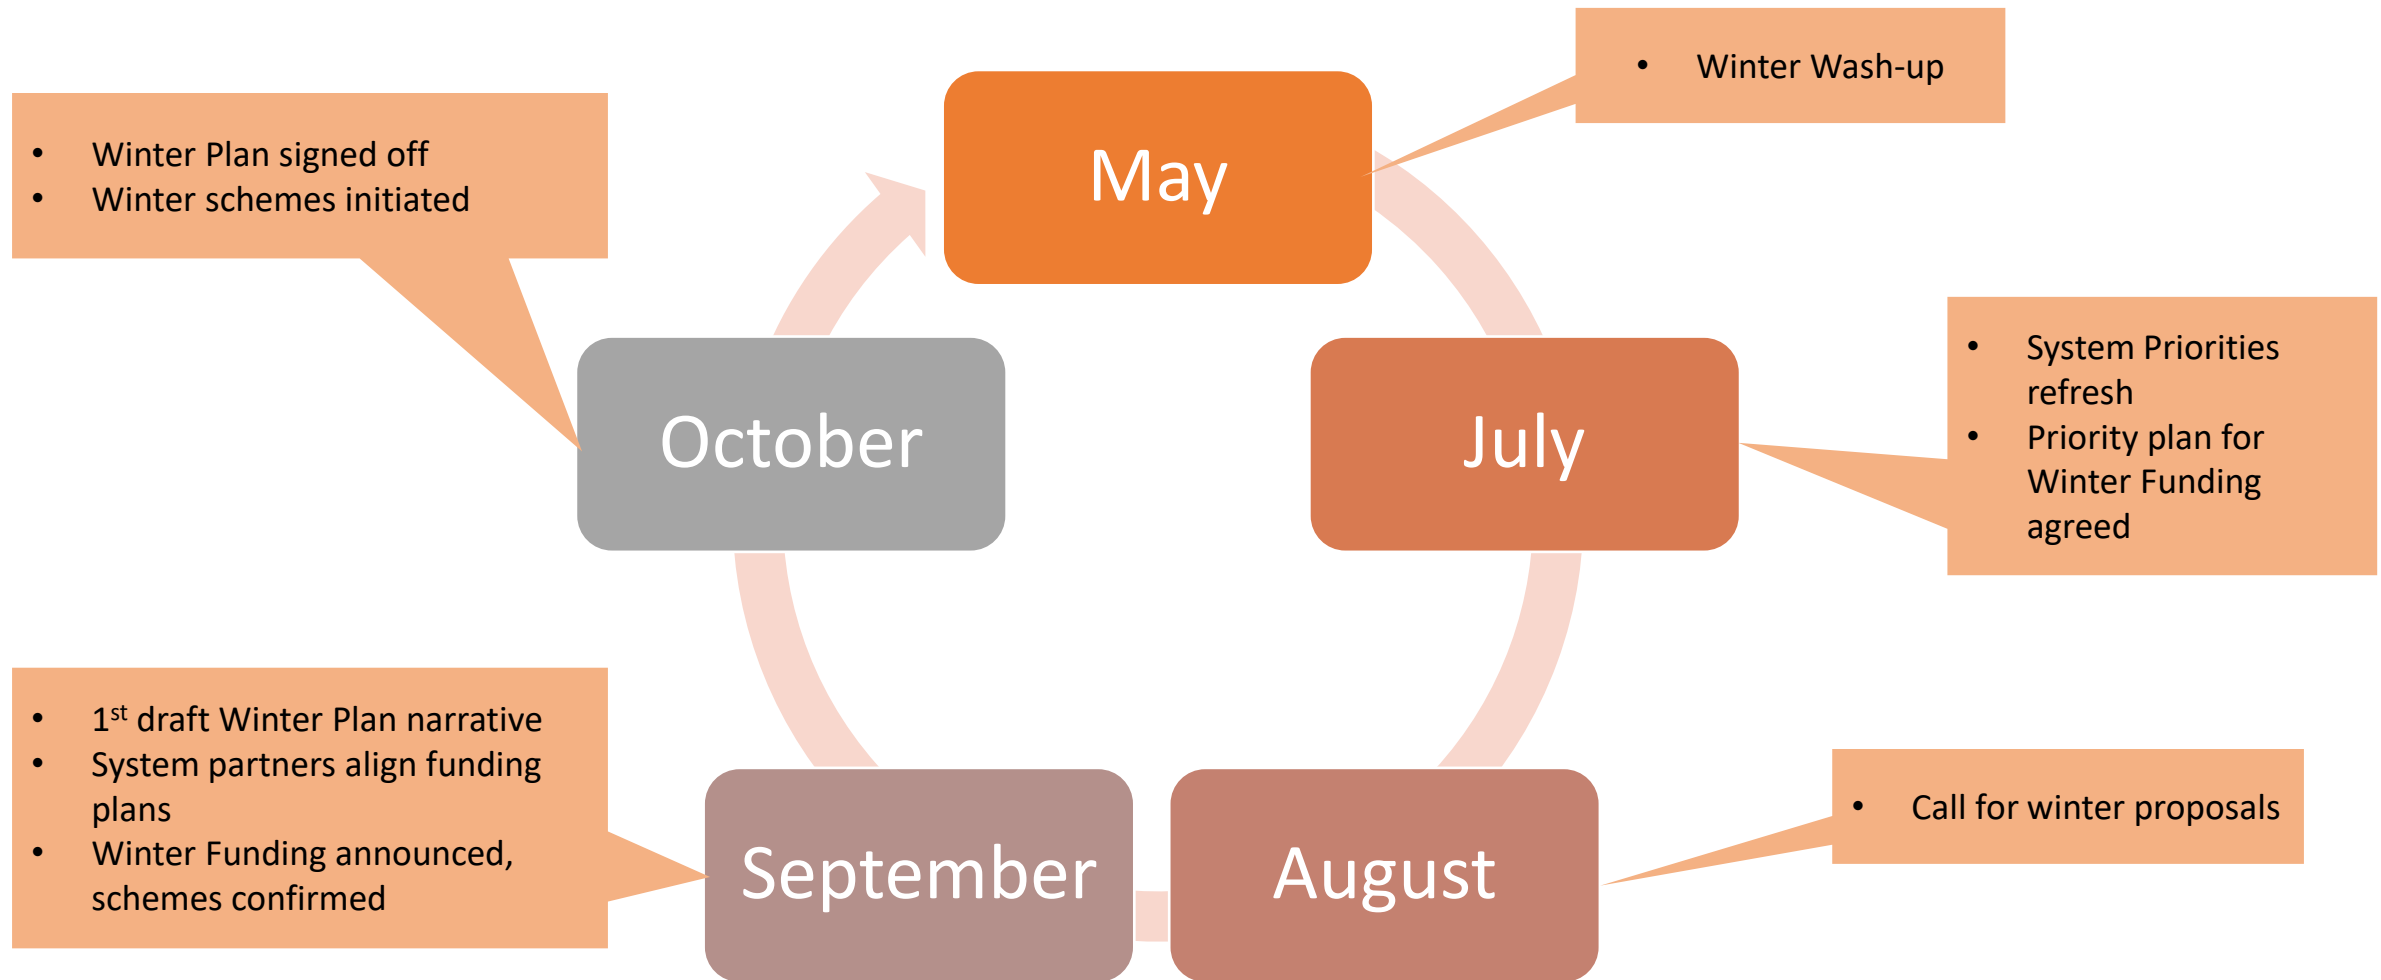 May
• Winter Wash-up
July
• System Priorities
refresh
• Priority plan for
Winter Funding
agreed
August
• Call for winter proposals
September
• 1st draft Winter Plan narrative
• System partners align funding
plans
• Winter Funding announced,
schemes confirmed
October
• Winter Plan signed off
• Winter schemes initiated